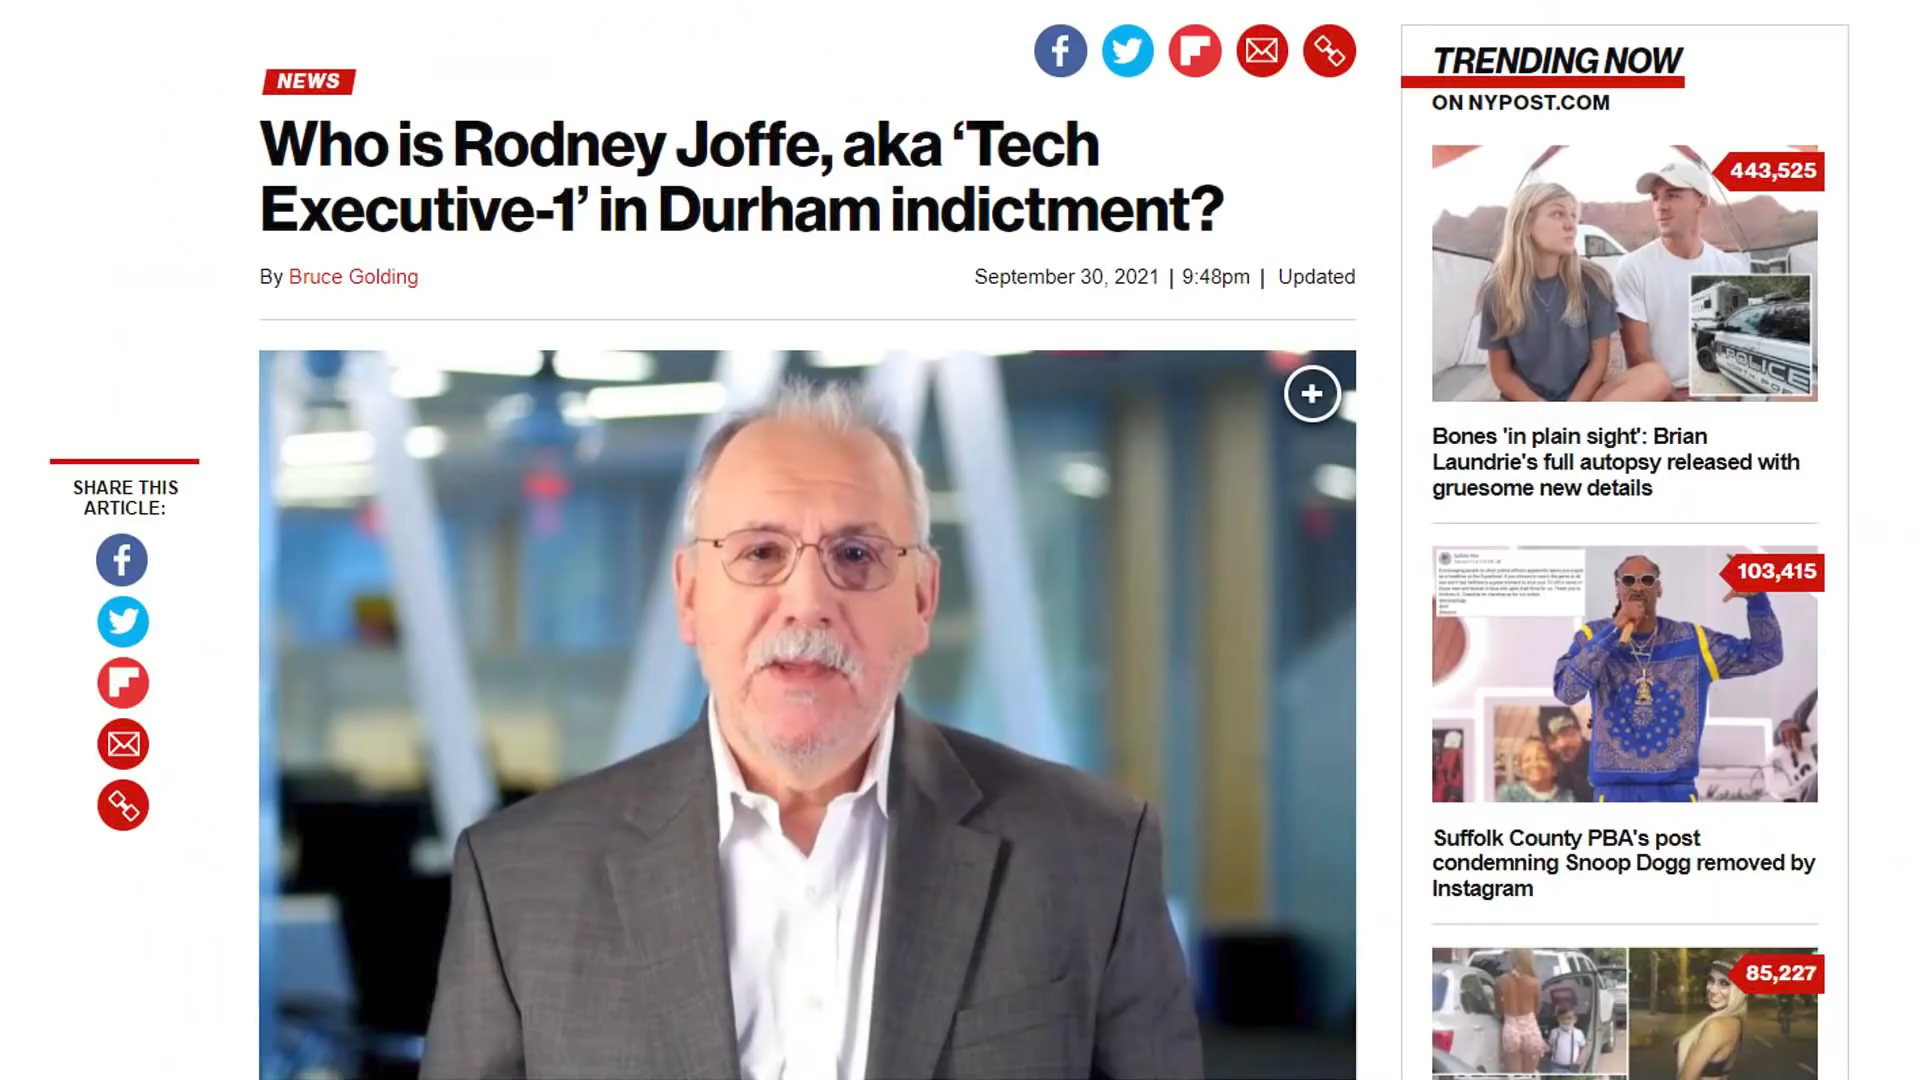 NEWS
Who is Rodney Joffe, aka ‘Tech
Executive-1’ in Durham indictment?
By Bruce Golding
September 30, 2021 | 9:48pm | Updated
SHARE THIS
ARTICLE:
TRENDING NOW
ON NYPOST.COM
443,525
POLICE
Bones 'in plain sight': Brian
Laundrie's full autopsy released with
gruesome new details
103,415
Marshall
Suffolk County PBA's post
condemning Snoop Dogg removed by
Instagram
85,227